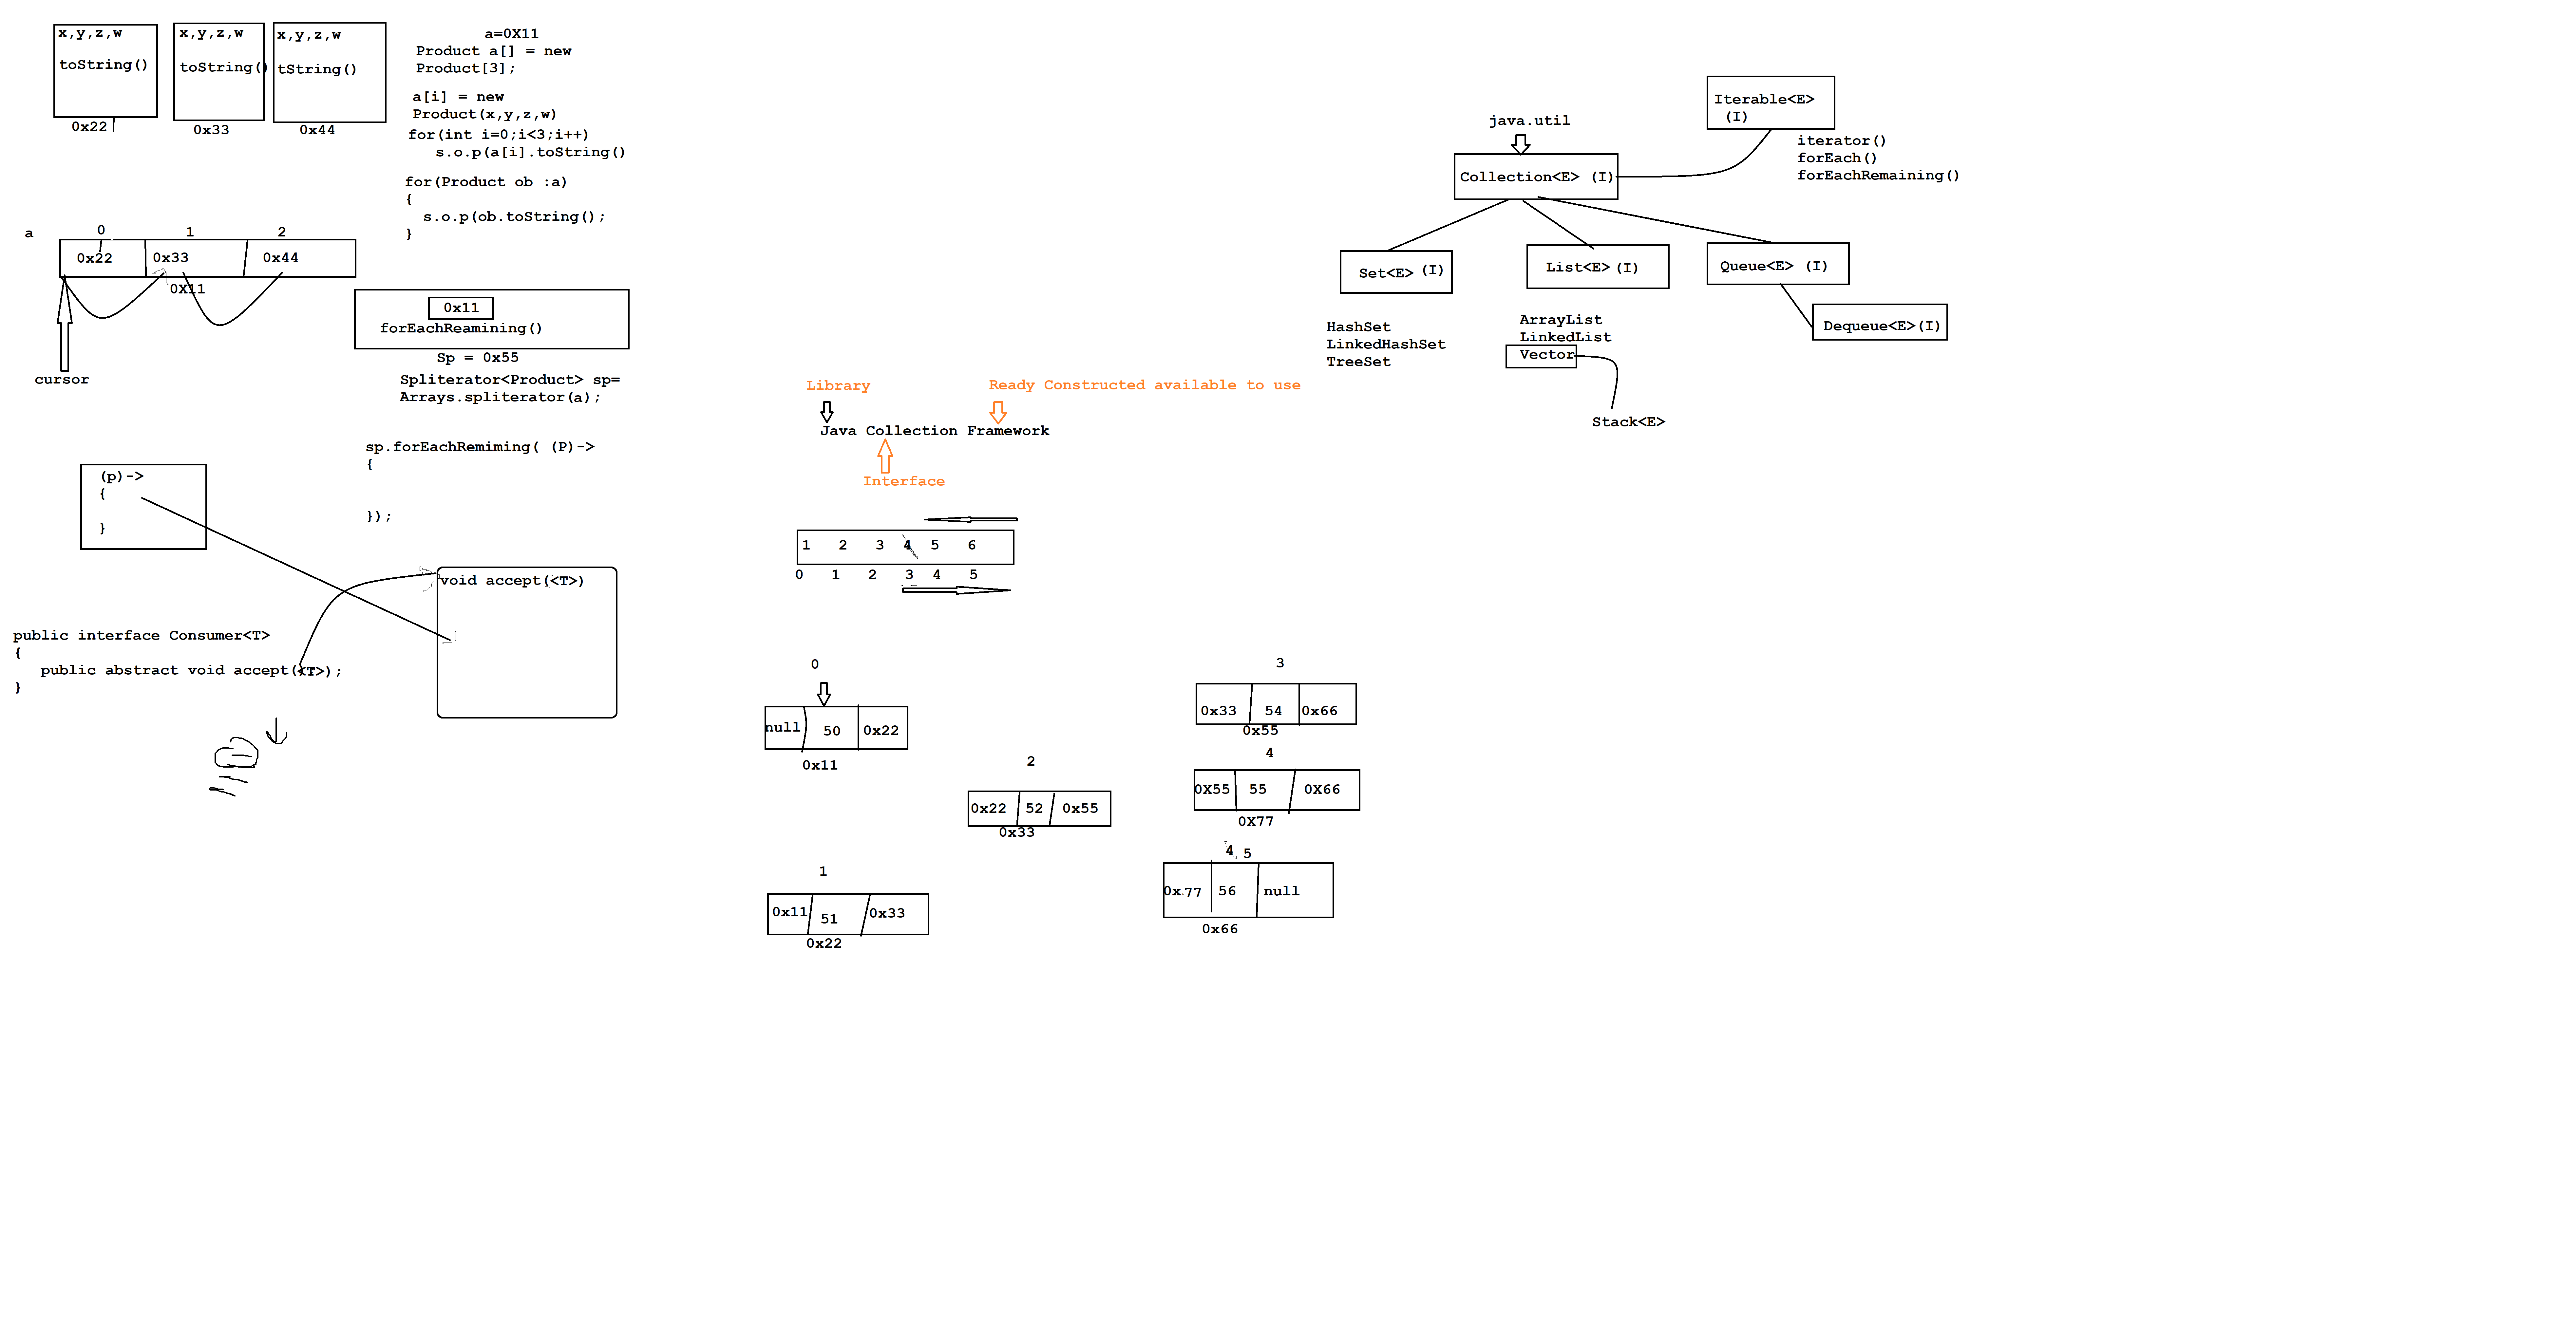 x,y,z,w
toString()
0x22
x,y,z,w
toString()
0x33
x,y,z,w
tString()
0x44
a=0X11
Product a[] = new
Product[3];
a[i] = new
Product(x,y,z,w)
for(int i=0;i<3;i++)
s.o.p(a[i].toString()
for(Product ob :a)
{
s.o.p(ob.toString();
}
a
0 1 2
0x22 0x33 0x44
0X11
cursor
0x11
forEachReamining()
Sp = 0x55
Spliterator<Product> sp=
Arrays.spliterator(a);
sp.forEachRemiming( (P)->
{
});
(p)->
{
}
void accept(<T>)
public interface Consumer<T>
{
public abstract void accept(<T>);
}
Library
Ready Constructed available to use
Java Collection Framework
Interface
1 2 3 4 5 6
0 1 2 3 4 5
0
null 50 0x22
0x11
1
0x11 51 0x33
0x22
2
0x22 52 0x55
0x33
3
0x33 54 0x66
0x55
4
0X55 55 0X66
0X77
4 5
0x 77 56 null
0x66
java.util
Collection<E> (I)
Iterable<E>
(I)
iterator()
forEach()
forEachRemaining()
Set<E> (I)
List<E> (I)
Queue<E> (I)
Dequeue<E>(I)
HashSet
LinkedHashSet
TreeSet
ArrayList
LinkedList
Vector
Stack<E>